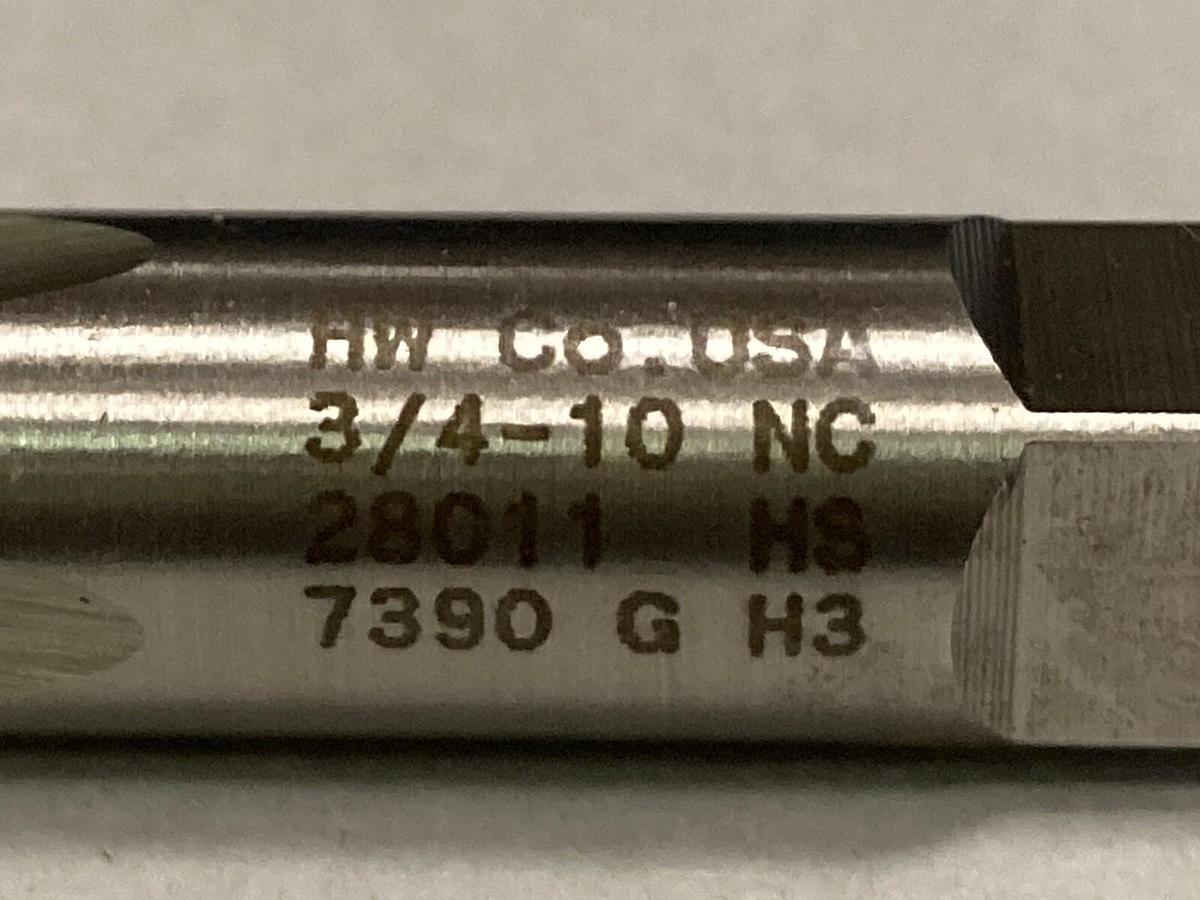 HW Co.USA
3/4-10 NC
28011 HS
7390 G H3